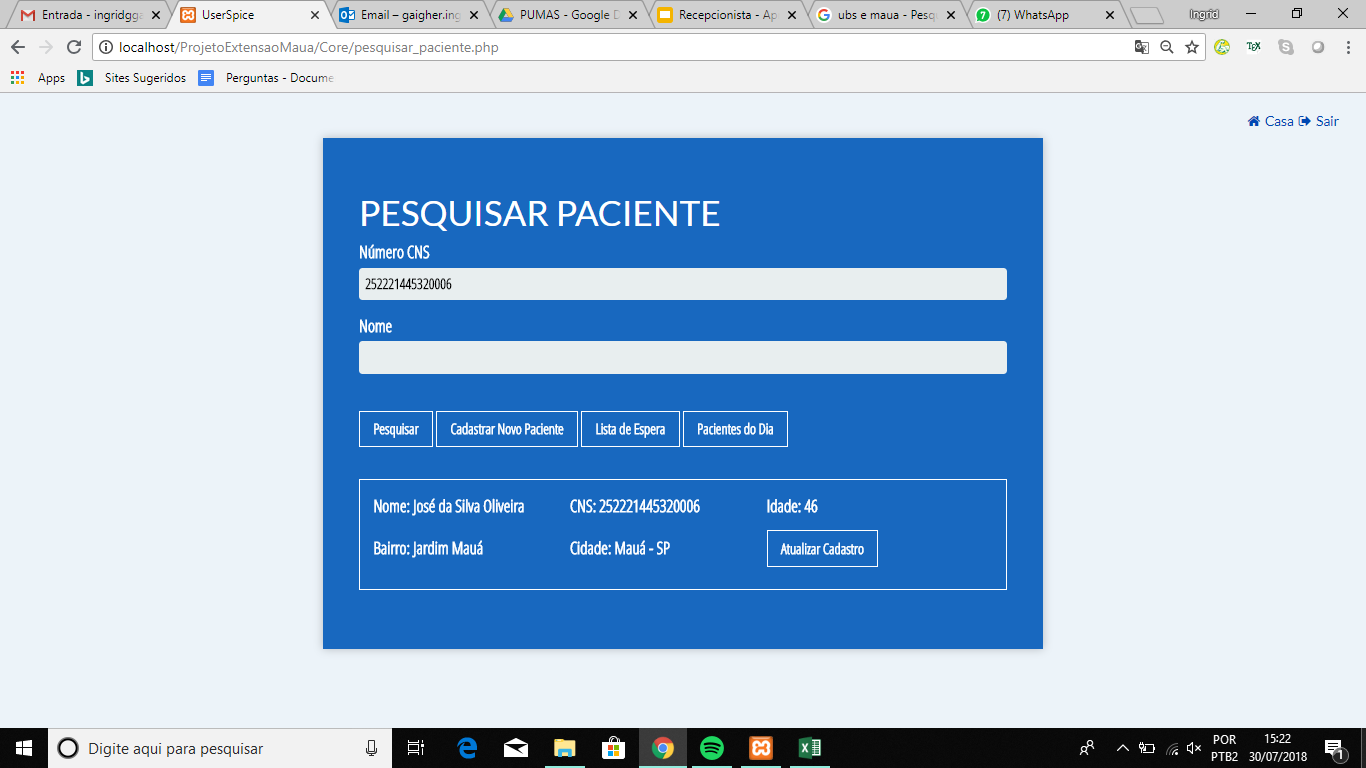 Entrada - ingridgga
UserSpice
Email – gaigher.ing
PUMAS - Google D
Recepcionista - Ap
ubs e maua - Pesq
(7) WhatsApp
Ingrid
localhost/ProjetoExtensaoMaua/Core/pesquisar_paciente.php
Apps
Sites Sugeridos
Perguntas - Docume
Casa Sair
PESQUISAR PACIENTE
Número CNS
252221445320006
Nome
Pesquisar Cadastrar Novo Paciente Lista de Espera Pacientes do Dia
Nome: José da Silva Oliveira CNS: 252221445320006 Idade: 46
Bairro: Jardim Mauá Cidade: Mauá - SP Atualizar Cadastro
Digite aqui para pesquisar
POR
PTB2
15:22
30/07/2018
1